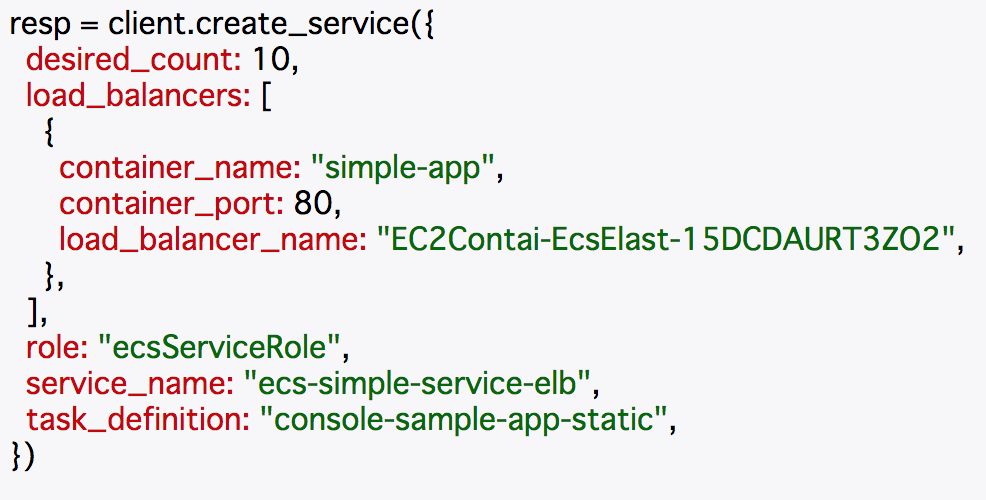 resp = client.create_service({
  desired_count: 10,
  load_balancers: [
    {
      container_name: "simple-app",
      container_port: 80,
      load_balancer_name: "EC2Contai-EcsElast-15DCDAURT3ZO2",
    },
  ],
  role: "ecsServiceRole",
  service_name: "ecs-simple-service-elb",
  task_definition: "console-sample-app-static",
})